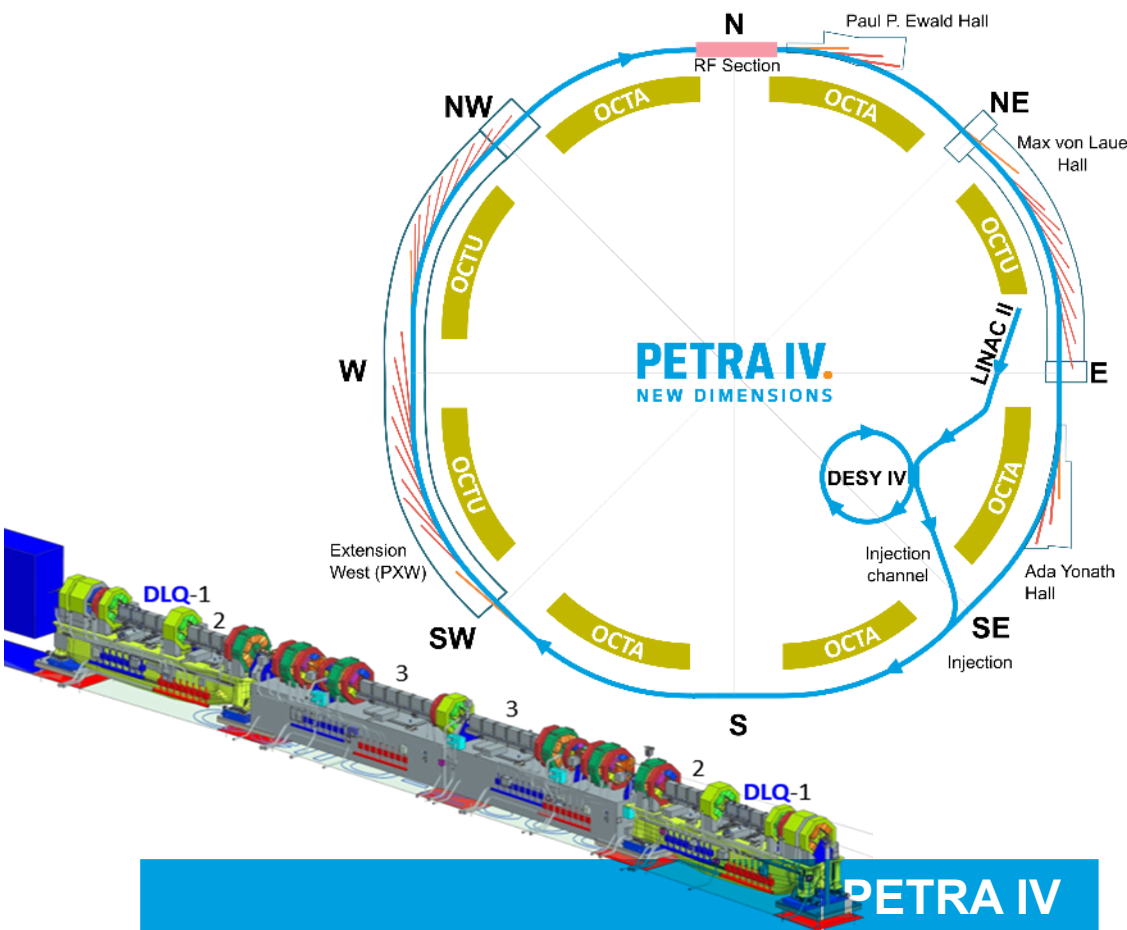 N
Paul P. Ewald Hall
RF Section
OCTA
OCTA
NW
NE
Max von Laue
Hall
OCTU
OCTU
LINAC II
W
PETRA IV.
NEW DIMENSIONS
E
OCTU
DESY IV
OCTA
Extension
West (PXW)
Injection
channel
Ada Yonath
Hall
SW
OCTA
OCTA
SE
Injection
S
DLQ-1
2
3
3
2
DLQ-1
PETRA IV